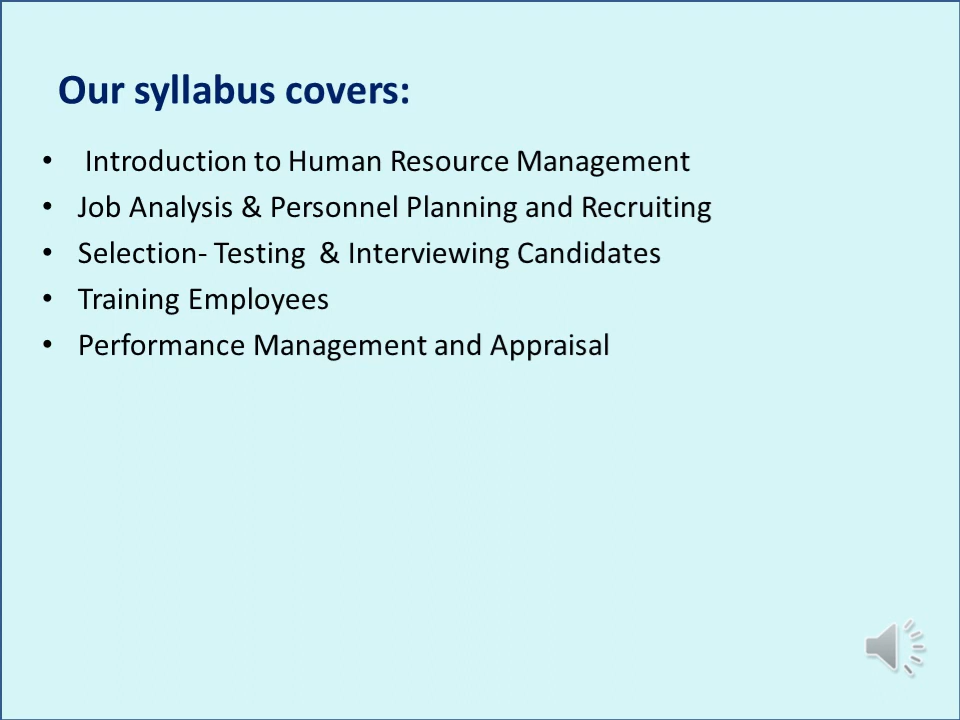 Our syllabus covers:
• Introduction to Human Resource Management
• Job Analysis & Personnel Planning and Recruiting
• Selection- Testing  & Interviewing Candidates
• Training Employees
• Performance Management and Appraisal